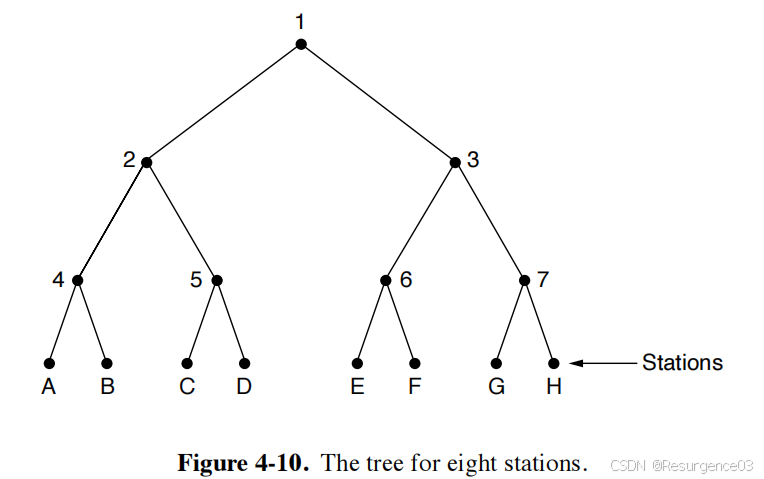 1
2 3
4 5 6 7
A B C D E F G H
Stations
Figure 4-10. The tree for eight stations.
CSDN @Resurgence03